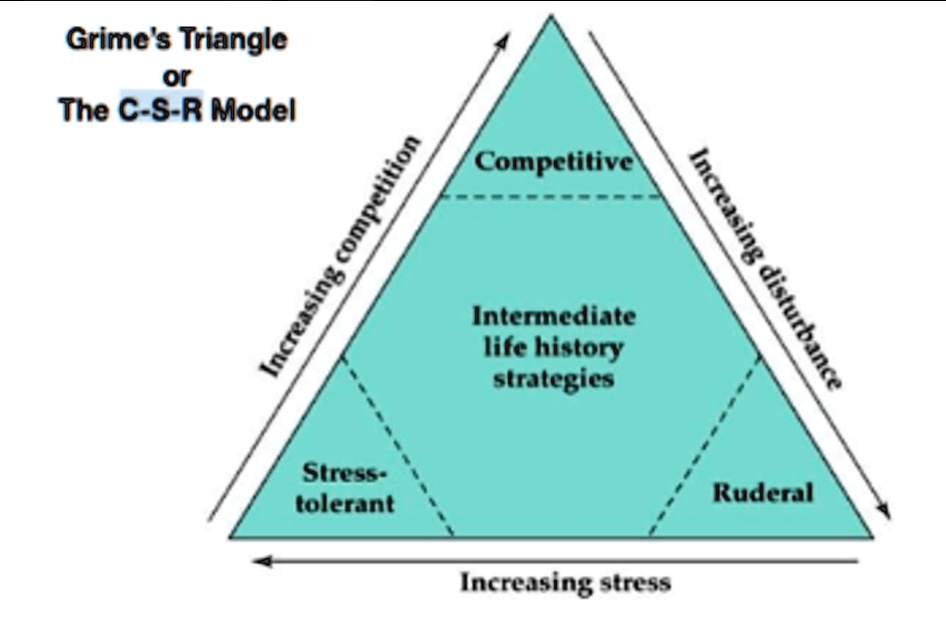 Grime's Triangle
or
The C-S-R Model
Increasing competition
Competitive
Increasing disturbance
Intermediate
life history
strategies
Stress-
tolerant
Ruderal
Increasing stress